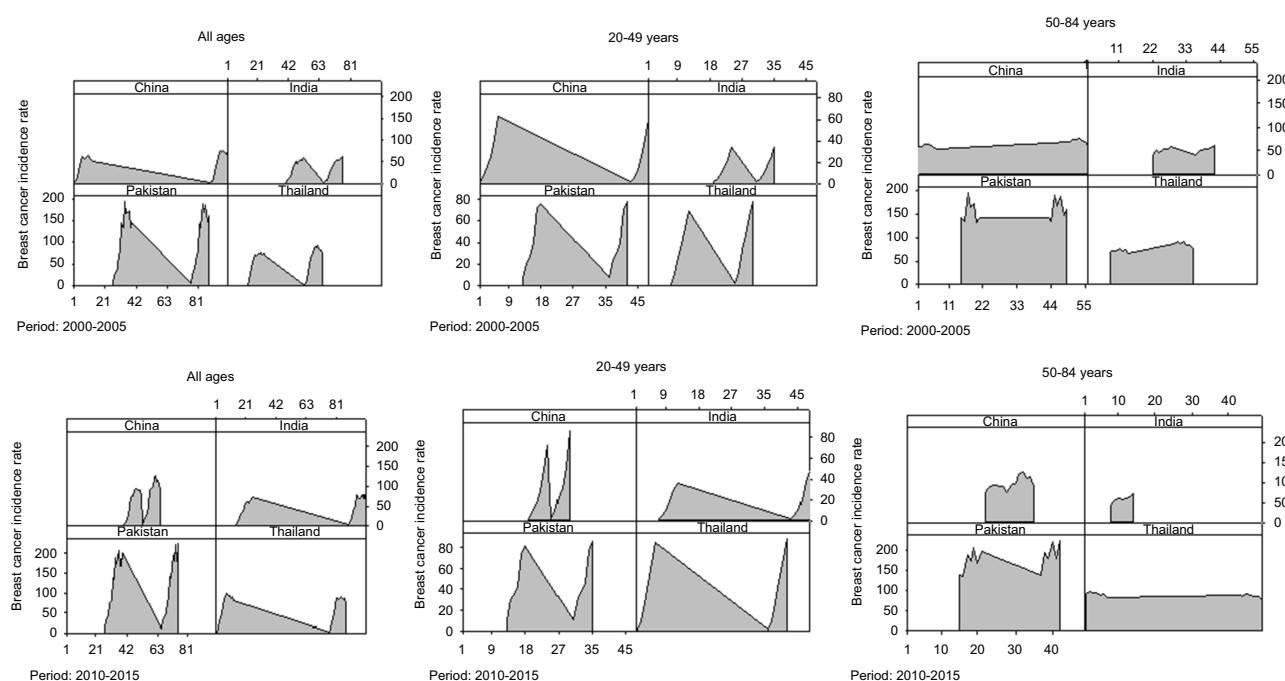 All ages
1 21 42 63 81
China India
200
150
100
50
0
Pakistan Thailand
200
150
100
50
0
1 21 42 63 81
Breast cancer incidence rate
Period: 2000-2005
20-49 years
1 9 18 27 35 45
China India
80
60
40
20
0
Pakistan Thailand
80
60
40
20
0
1 9 18 27 35 45
Breast cancer incidence rate
Period: 2000-2005
50-84 years
1 11 22 33 44 55
China India
200
150
100
50
0
Pakistan Thailand
200
150
100
50
0
1 11 22 33 44 55
Breast cancer incidence rate
Period: 2000-2005
All ages
1 21 42 63 81
China India
200
150
100
50
0
Pakistan Thailand
200
150
100
50
0
1 21 42 63 81
Breast cancer incidence rate
Period: 2010-2015
20-49 years
1 9 18 27 35 45
China India
80
60
40
20
0
Pakistan Thailand
80
60
40
20
0
1 9 18 27 35 45
Breast cancer incidence rate
Period: 2010-2015
50-84 years
1 10 20 30 40
China India
50
0
Pakistan Thailand
200
150
100
50
0
1 10 20 30 40
Breast cancer incidence rate
Period: 2010-2015